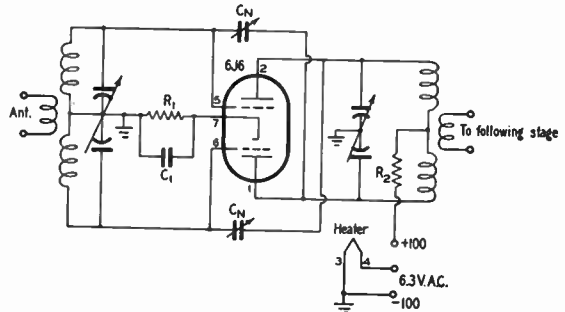 C_N
6J6
2
Ant.
R_1
5
7
6
C_1
1
To following stage
R_2
C_N
Heater
+100
3
4
6.3 V. A.C.
-100